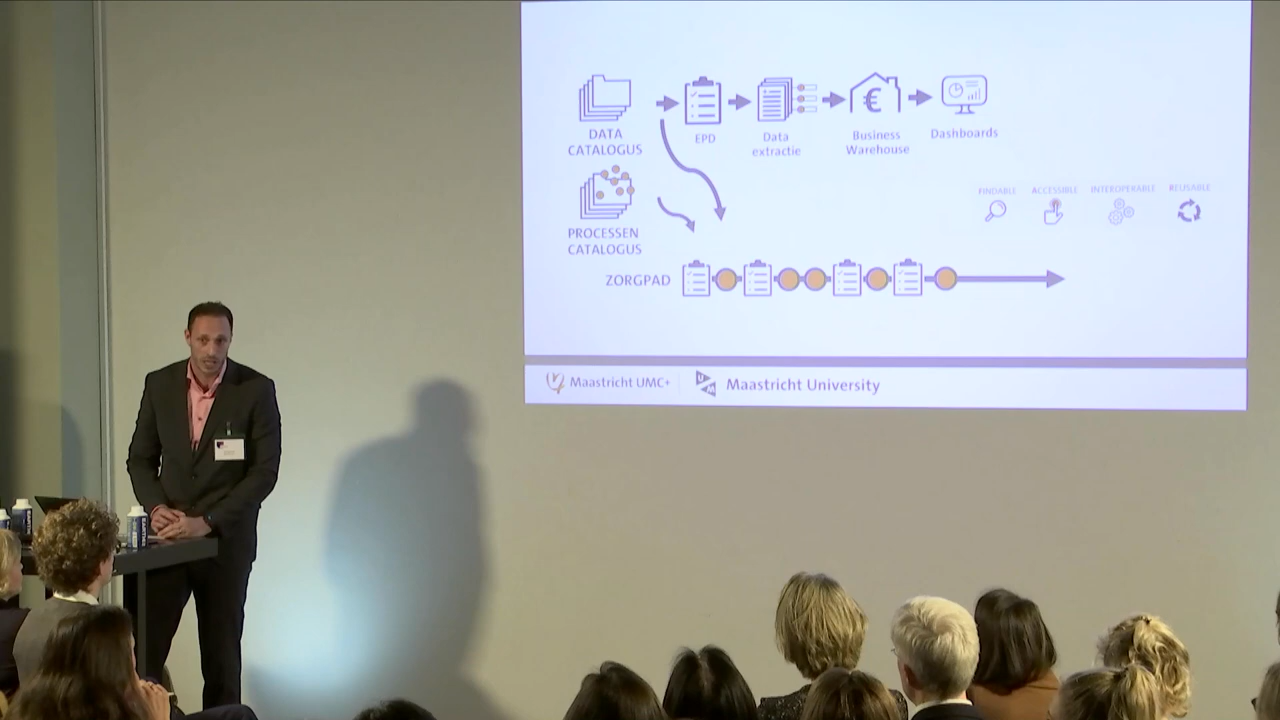 DATA
CATALOGUS
EPD
Data
extractie
Business
Warehouse
Dashboards
FINDABLE
ACCESSIBLE
INTEROPERABLE
REUSABLE
PROCESSEN
CATALOGUS
ZORGPAD
Maastricht UMC+
Maastricht University